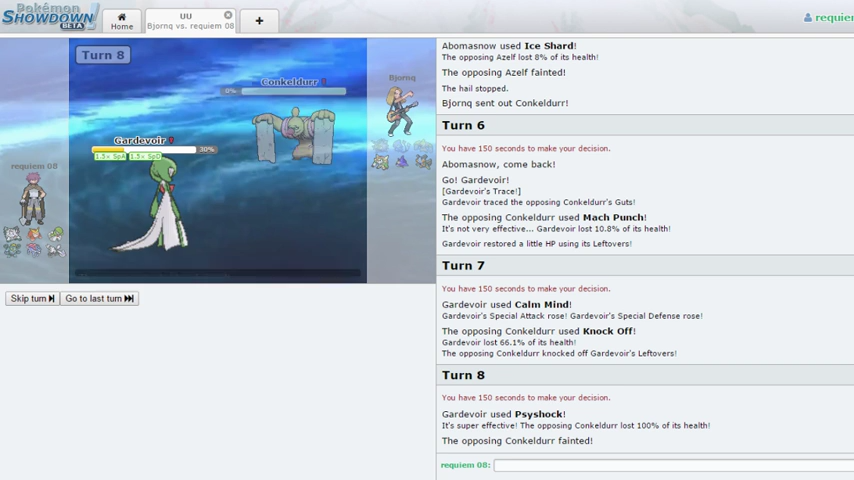 Pokémon
SHOWDOWN!
BETA
Home
UU
Bjornq vs. requiem 08
+
requiem
Turn 8
Conkeldurr
0%
Bjornq
Gardevoir
30%
1.5× SpA 1.5× SpD
requiem 08
Skip turn
Go to last turn
Abomasnow used Ice Shard!
The opposing Azelf lost 8% of its health!
The opposing Azelf fainted!
The hail stopped.
Bjornq sent out Conkeldurr!
Turn 6
You have 150 seconds to make your decision.
Abomasnow, come back!
Go! Gardevoir!
[Gardevoir's Trace!]
Gardevoir traced the opposing Conkeldurr's Guts!
The opposing Conkeldurr used Mach Punch!
It's not very effective... Gardevoir lost 10.8% of its health!
Gardevoir restored a little HP using its Leftovers!
Turn 7
You have 150 seconds to make your decision.
Gardevoir used Calm Mind!
Gardevoir's Special Attack rose! Gardevoir's Special Defense rose!
The opposing Conkeldurr used Knock Off!
Gardevoir lost 66.1% of its health!
The opposing Conkeldurr knocked off Gardevoir's Leftovers!
Turn 8
You have 150 seconds to make your decision.
Gardevoir used Psyshock!
It's super effective! The opposing Conkeldurr lost 100% of its health!
The opposing Conkeldurr fainted!
requiem 08: